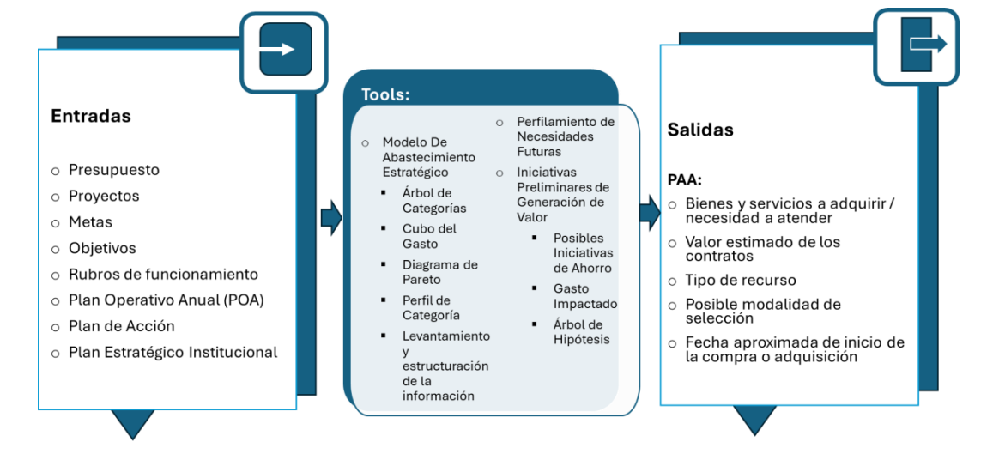 Entradas
○ Presupuesto
○ Proyectos
○ Metas
○ Objetivos
○ Rubros de funcionamiento
○ Plan Operativo Anual (POA)
○ Plan de Acción
○ Plan Estratégico Institucional
Tools:
○ Modelo De
Abastecimiento
Estratégico
▪ Árbol de
Categorías
▪ Cubo del
Gasto
▪ Diagrama de
Pareto
▪ Perfil de
Categoría
▪ Levantamiento
y
estructuración
de la
información
○ Perfilamiento de
Necesidades
Futuras
○ Iniciativas
Preliminares de
Generación de
Valor
▪ Posibles
Iniciativas
de Ahorro
▪ Gasto
Impactado
▪ Árbol de
Hipótesis
Salidas
PAA:
○ Bienes y servicios a adquirir /
necesidad a atender
○ Valor estimado de los
contratos
○ Tipo de recurso
○ Posible modalidad de
selección
○ Fecha aproximada de inicio de
la compra o adquisición